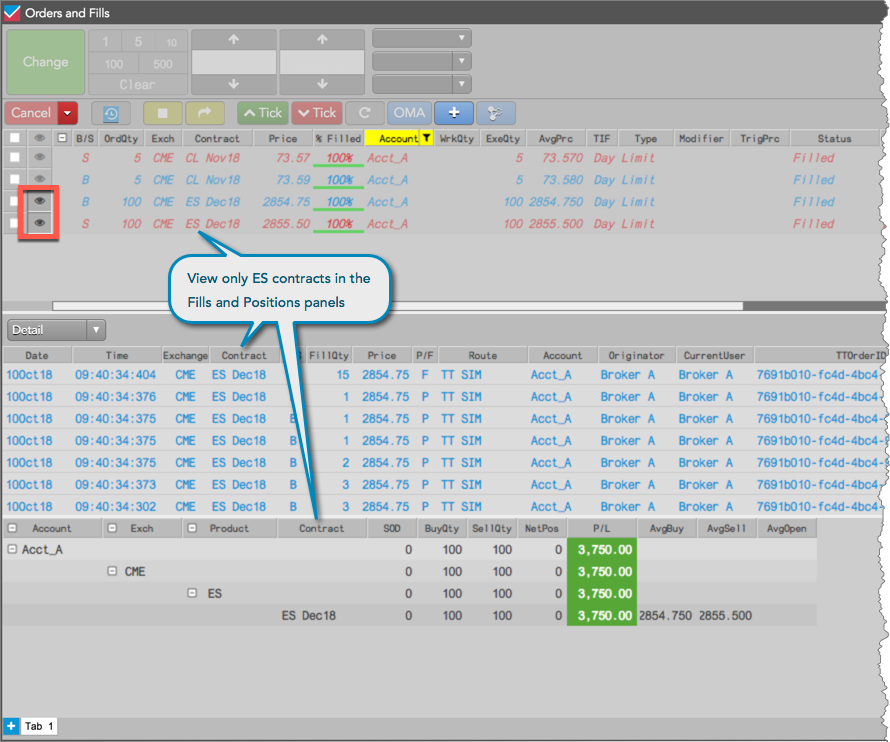 Orders and Fills
1 5 10
Change
100 500
Clear
Cancel Tick Tick C OMA +
B/S OrdQty Exch Contract Price % Filled Account WrkQty ExeQty AvgPrc TIF Type Modifier TrigPrc Status
S 5 CME CL Nov18 73.57 100% Acct_A 5 73.570 Day Limit Filled
B 5 CME CL Nov18 73.59 100% Acct_A 5 73.580 Day Limit Filled
B 100 CME ES Dec18 2854.75 100% Acct_A 100 2854.750 Day Limit Filled
S 100 CME ES Dec18 2855.50 100% Acct_A 100 2855.500 Day Limit Filled
View only ES contracts in the
Fills and Positions panels
Detail
Date Time Exchange Contract S FillQty Price P/F Route Account Originator CurrentUser TTOrderID
10Oct18 09:40:34:404 CME ES Dec18 15 2854.75 F TT SIM Acct_A Broker A Broker A 7691b010-fc4d-4bc4-
10Oct18 09:40:34:376 CME ES Dec18 1 2854.75 P TT SIM Acct_A Broker A Broker A 7691b010-fc4d-4bc4-
10Oct18 09:40:34:375 CME ES Dec18 B 1 2854.75 P TT SIM Acct_A Broker A Broker A 7691b010-fc4d-4bc4-
10Oct18 09:40:34:375 CME ES Dec18 B 1 2854.75 P TT SIM Acct_A Broker A Broker A 7691b010-fc4d-4bc4-
10Oct18 09:40:34:375 CME ES Dec18 B 2 2854.75 P TT SIM Acct_A Broker A Broker A 7691b010-fc4d-4bc4-
10Oct18 09:40:34:373 CME ES Dec18 B 3 2854.75 P TT SIM Acct_A Broker A Broker A 7691b010-fc4d-4bc4-
10Oct18 09:40:34:302 CME ES Dec18 B 3 2854.75 P TT SIM Acct_A Broker A Broker A 7691b010-fc4d-4bc4-
Account Exch Product Contract SOD BuyQty SellQty NetPos P/L AvgBuy AvgSell AvgOpen
Acct_A 0 100 100 0 3,750.00
CME 0 100 100 0 3,750.00
ES 0 100 100 0 3,750.00
ES Dec18 0 100 100 0 3,750.00 2854.750 2855.500
+ Tab 1